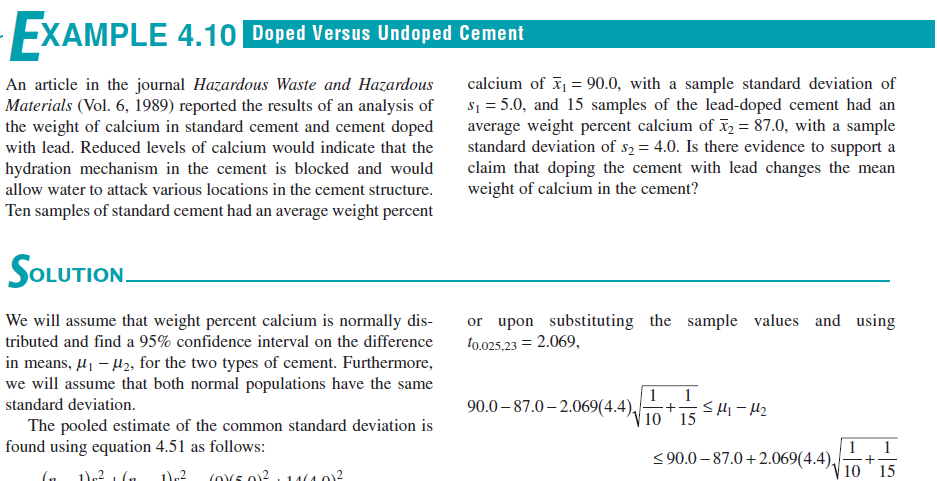 EXAMPLE 4.10 Doped Versus Undoped Cement
An article in the journal Hazardous Waste and Hazardous
Materials (Vol. 6, 1989) reported the results of an analysis of
the weight of calcium in standard cement and cement doped
with lead. Reduced levels of calcium would indicate that the
hydration mechanism in the cement is blocked and would
allow water to attack various locations in the cement structure.
Ten samples of standard cement had an average weight percent
calcium of x̄₁ = 90.0, with a sample standard deviation of
s₁ = 5.0, and 15 samples of the lead-doped cement had an
average weight percent calcium of x̄₂ = 87.0, with a sample
standard deviation of s₂ = 4.0. Is there evidence to support a
claim that doping the cement with lead changes the mean
weight of calcium in the cement?
SOLUTION
We will assume that weight percent calcium is normally dis-
tributed and find a 95% confidence interval on the difference
in means, μ₁ − μ₂, for the two types of cement. Furthermore,
we will assume that both normal populations have the same
standard deviation.
The pooled estimate of the common standard deviation is
found using equation 4.51 as follows:
or upon substituting the sample values and using
t0.025,23 = 2.069,
90.0 − 87.0 − 2.069(4.4)√(1/10 + 1/15) ≤ μ₁ − μ₂
≤ 90.0 − 87.0 + 2.069(4.4)√(1/10 + 1/15)